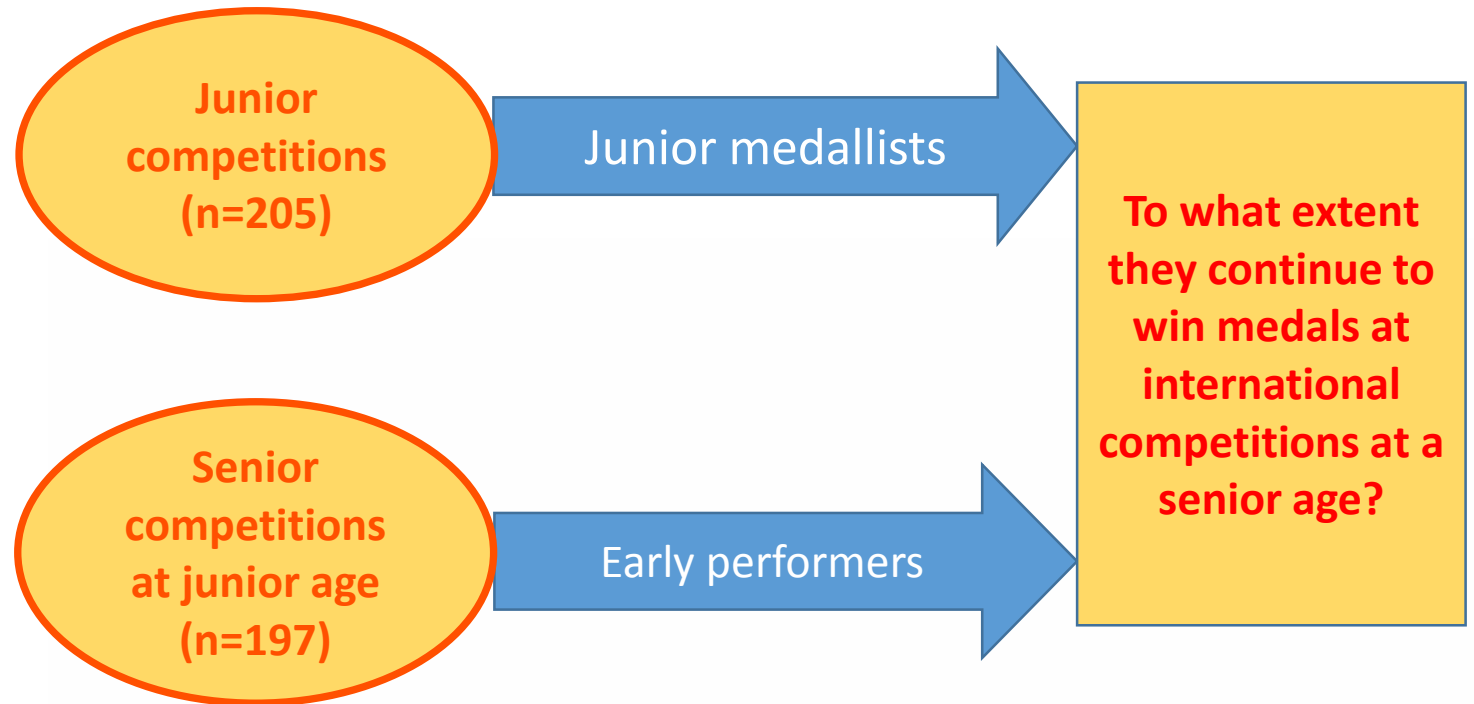 Junior
competitions
(n=205)
Junior medallists
To what extent
they continue to
win medals at
international
competitions at a
senior age?
Senior
competitions
at junior age
(n=197)
Early performers